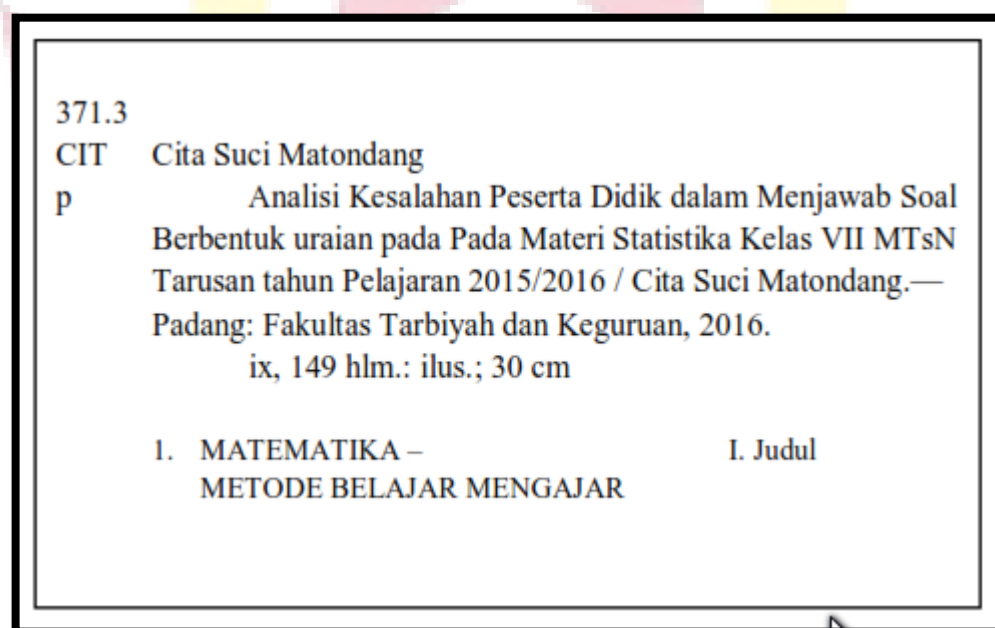 371.3
CIT Cita Suci Matondang
p Analisi Kesalahan Peserta Didik dalam Menjawab Soal
Berbentuk uraian pada Pada Materi Statistika Kelas VII MTsN
Tarusan tahun Pelajaran 2015/2016 / Cita Suci Matondang.—
Padang: Fakultas Tarbiyah dan Keguruan, 2016.
ix, 149 hlm.: ilus.; 30 cm
1. MATEMATIKA – I. Judul
METODE BELAJAR MENGAJAR